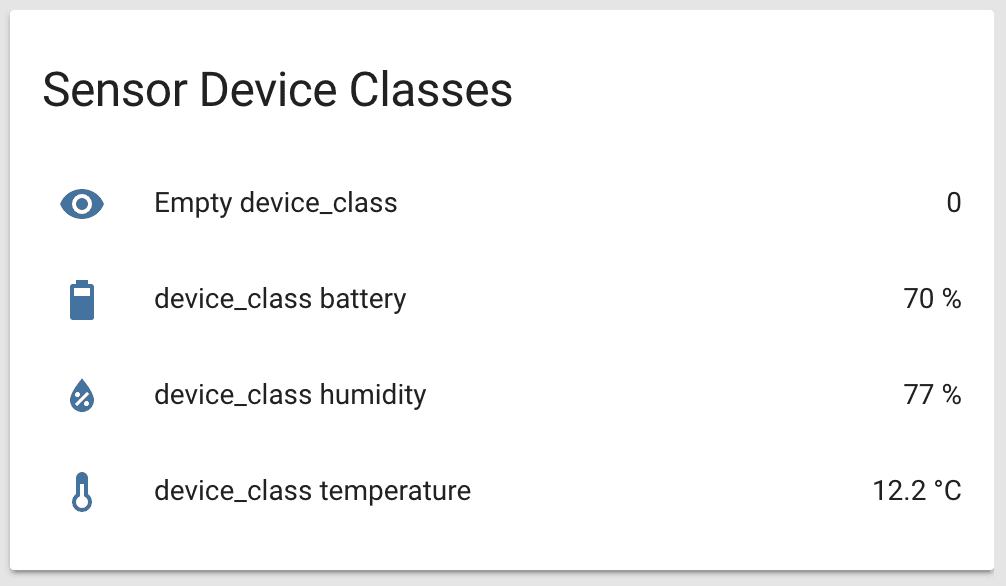 Sensor Device Classes
Empty device_class 0
device_class battery 70 %
device_class humidity 77 %
device_class temperature 12.2 °C